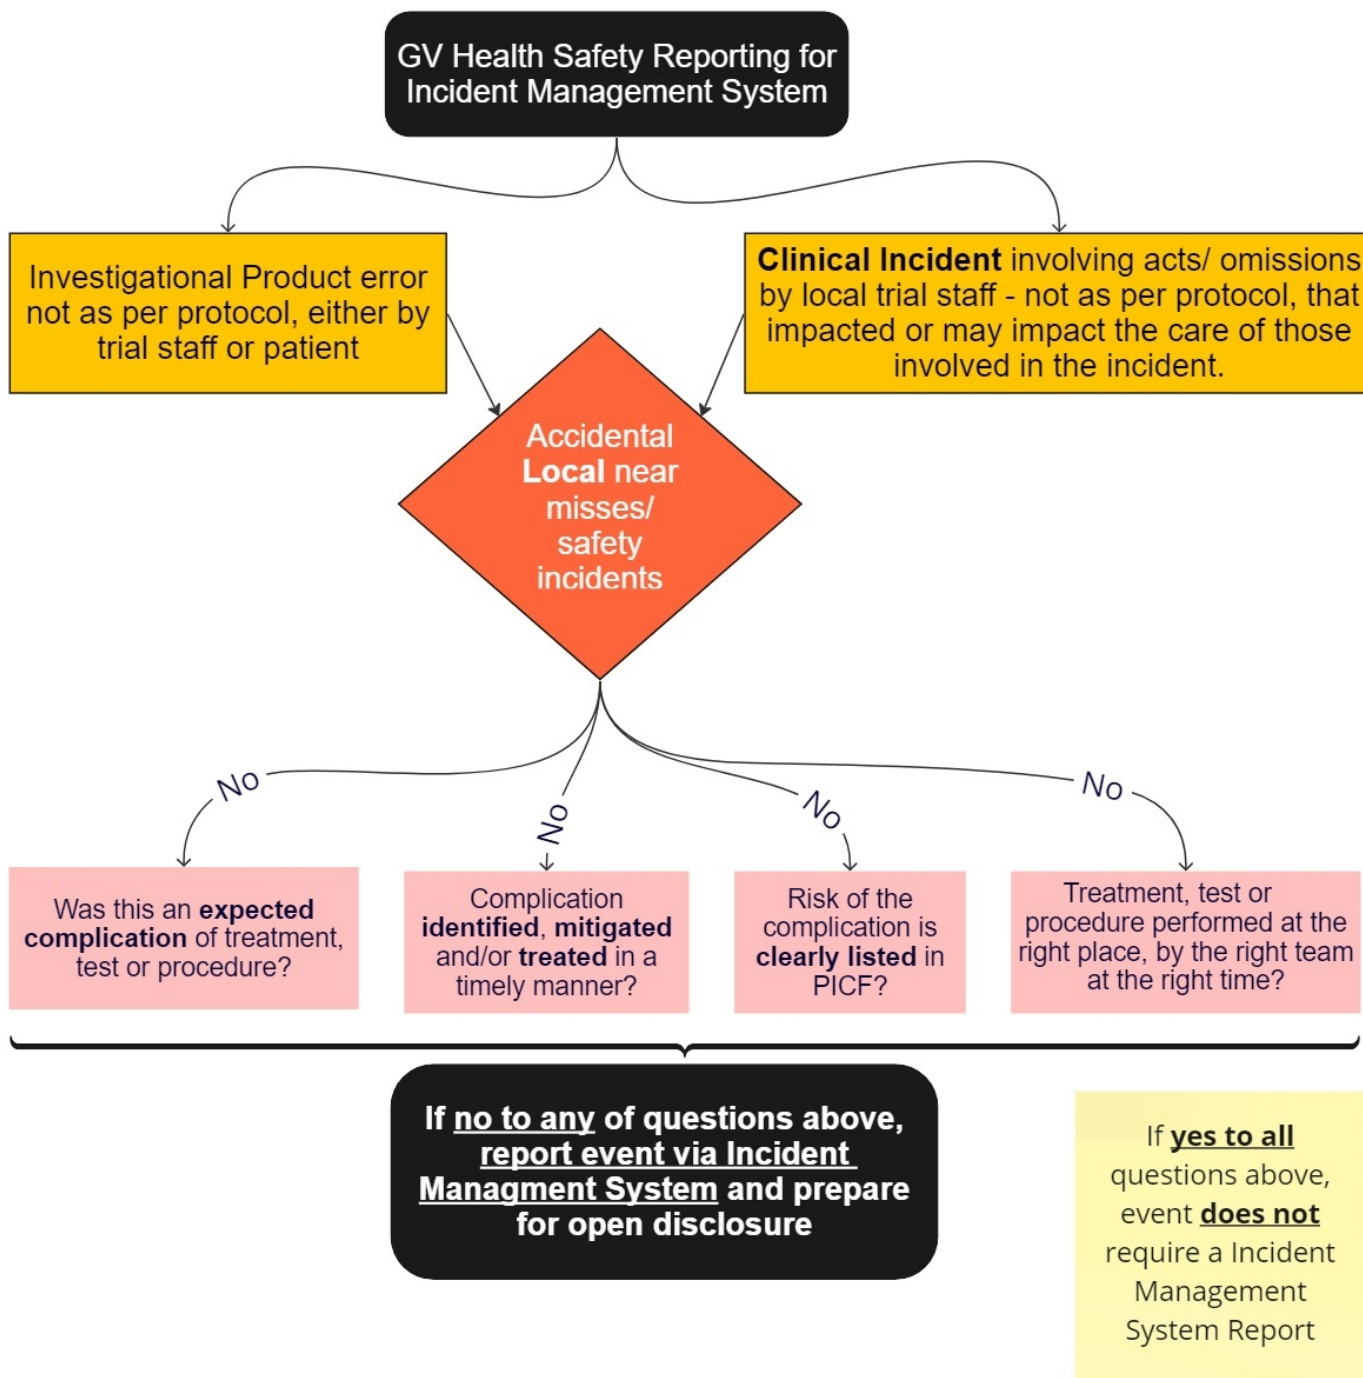 GV Health Safety Reporting for
Incident Management System
Investigational Product error
not as per protocol, either by
trial staff or patient
Clinical Incident involving acts/ omissions
by local trial staff - not as per protocol, that
impacted or may impact the care of those
involved in the incident.
Accidental
Local near
misses/
safety
incidents
No
No
No
No
Was this an expected
complication of treatment,
test or procedure?
Complication
identified, mitigated
and/or treated in a
timely manner?
Risk of the
complication is
clearly listed in
PICF?
Treatment, test or
procedure performed at the
right place, by the right team
at the right time?
If no to any of questions above,
report event via Incident
Managment System and prepare
for open disclosure
If yes to all
questions above,
event does not
require a Incident
Management
System Report